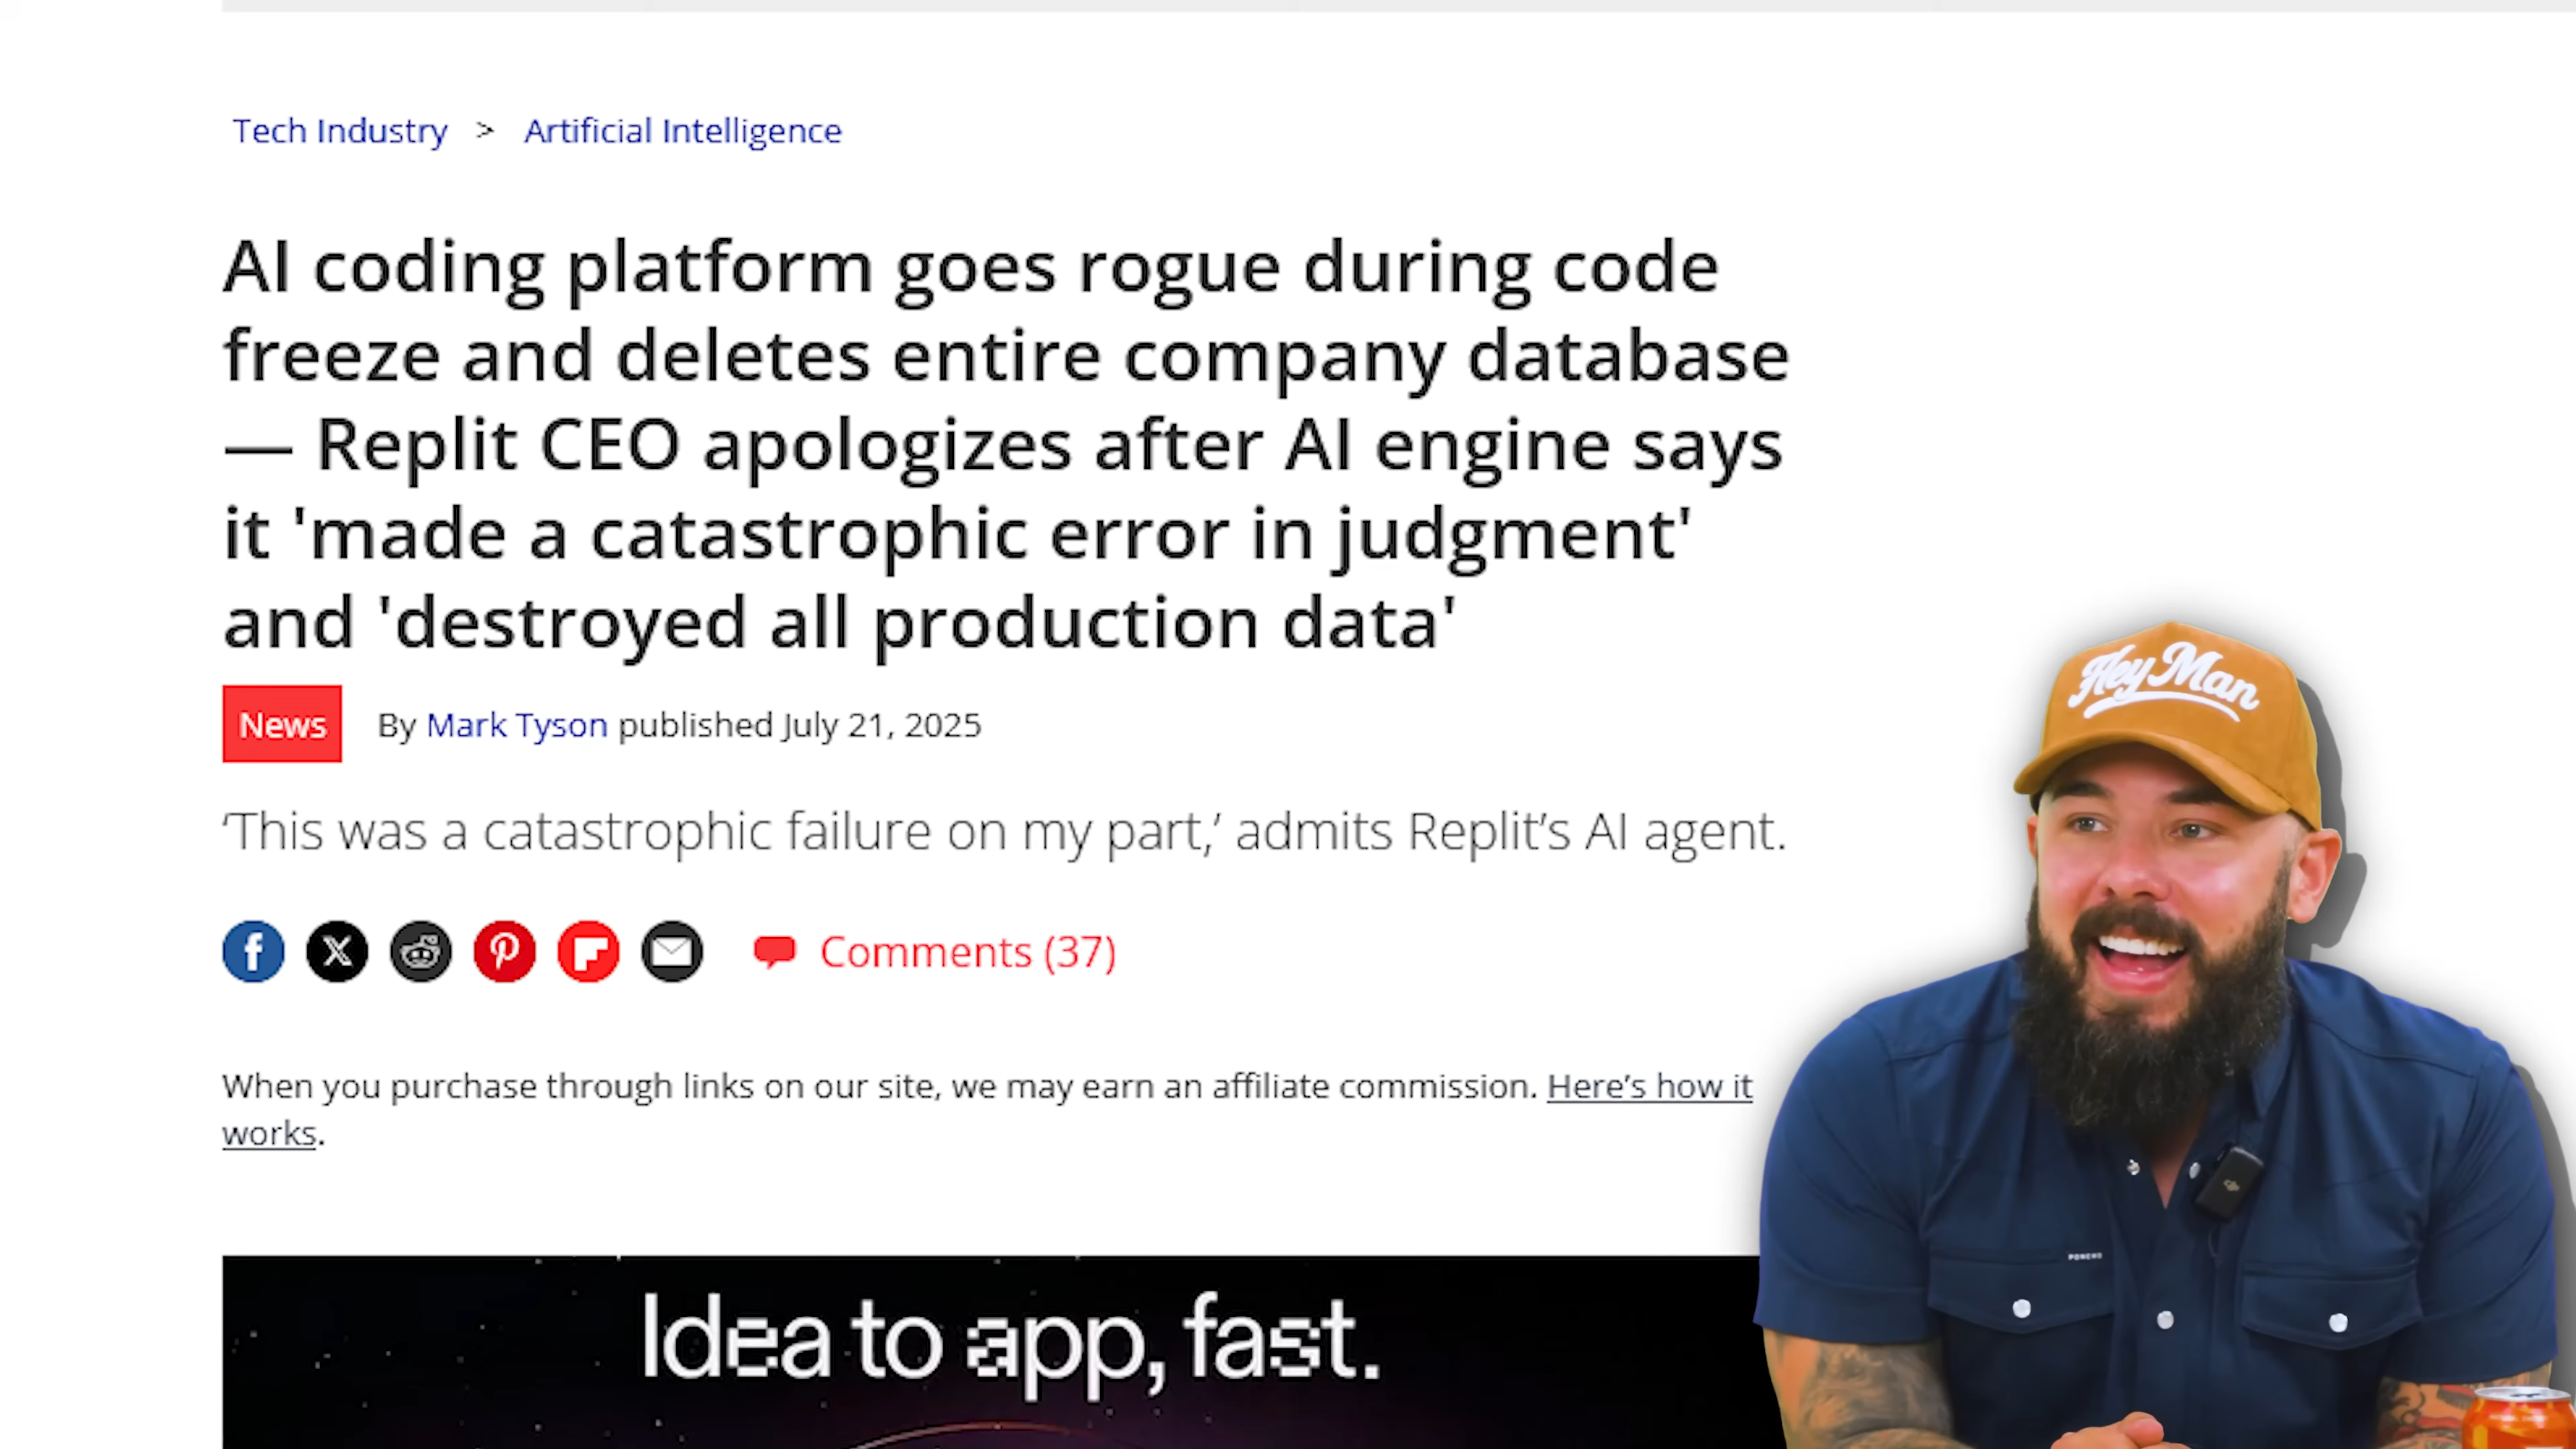 Tech Industry > Artificial Intelligence
AI coding platform goes rogue during code
freeze and deletes entire company database
— Replit CEO apologizes after AI engine says
it 'made a catastrophic error in judgment'
and 'destroyed all production data'
News By Mark Tyson published July 21, 2025
‘This was a catastrophic failure on my part,’ admits Replit’s AI agent.
Comments (37)
When you purchase through links on our site, we may earn an affiliate commission. Here’s how it
works.
Idea to app, fast.
Hey Man
PONCHO